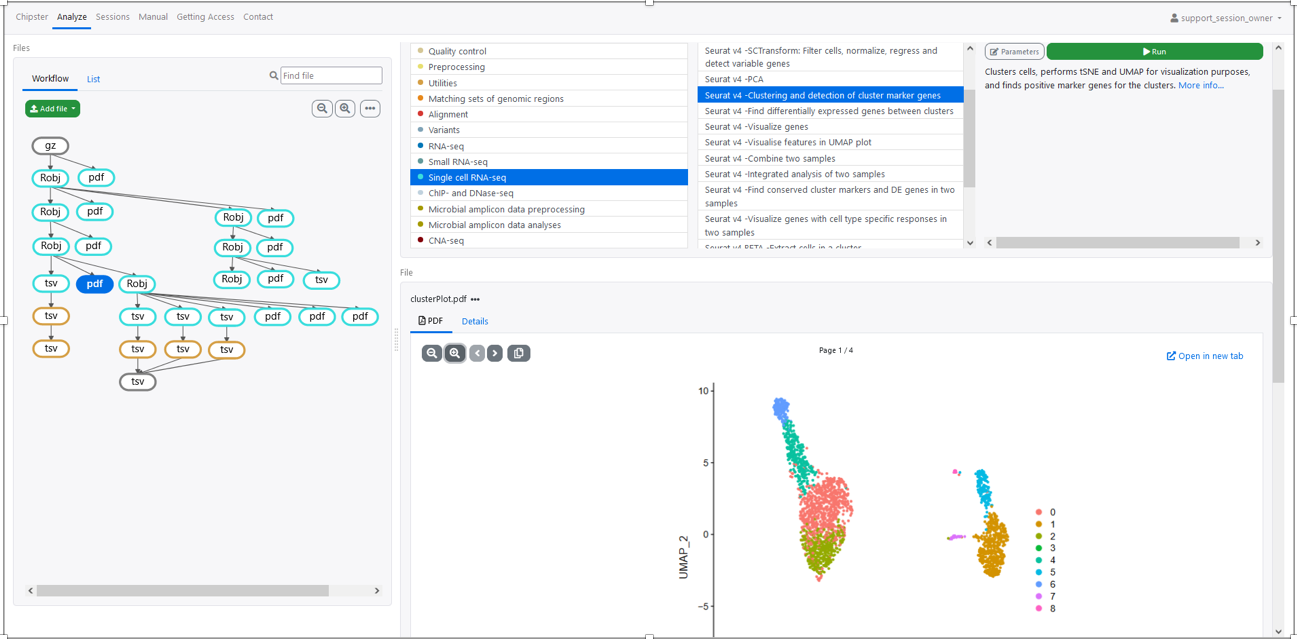 Chipster Analyze Sessions Manual Getting Access Contact support_session_owner
Files
Workflow List Find file
Add file
gz
Robj pdf
Robj pdf Robj pdf
Robj pdf Robj pdf
tsv pdf Robj Robj pdf tsv
tsv tsv tsv tsv pdf pdf pdf
tsv tsv tsv tsv
tsv
Quality control
Preprocessing
Utilities
Matching sets of genomic regions
Alignment
Variants
RNA-seq
Small RNA-seq
Single cell RNA-seq
ChIP- and DNase-seq
Microbial amplicon data preprocessing
Microbial amplicon data analyses
CNA-seq
Seurat v4 -SCTransform: Filter cells, normalize, regress and
detect variable genes
Seurat v4 -PCA
Seurat v4 -Clustering and detection of cluster marker genes
Seurat v4 -Find differentially expressed genes between clusters
Seurat v4 -Visualize genes
Seurat v4 -Visualise features in UMAP plot
Seurat v4 -Combine two samples
Seurat v4 -Integrated analysis of two samples
Seurat v4 -Find conserved cluster markers and DE genes in two
samples
Seurat v4 -Visualize genes with cell type specific responses in
two samples
Seurat v4 BETA -Extract cells in a cluster
Parameters Run
Clusters cells, performs tSNE and UMAP for visualization purposes,
and finds positive marker genes for the clusters. More info...
File
clusterPlot.pdf
PDF Details
Page 1 / 4
Open in new tab
10
5
0
−5
UMAP_2
0
1
2
3
4
5
6
7
8